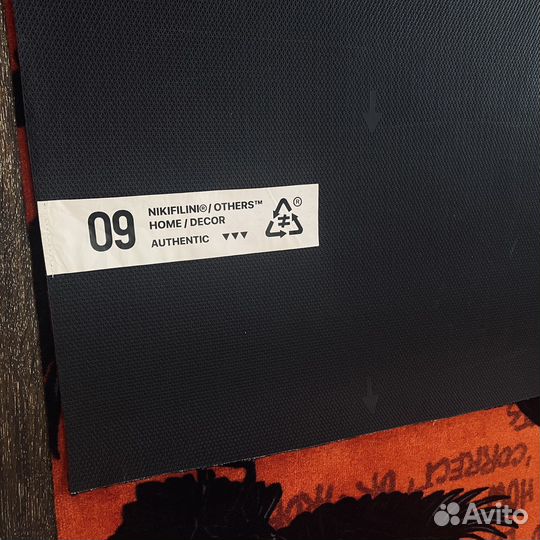 09
NIKIFILINI®/ OTHERS™
HOME / DECOR
AUTHENTIC ▼▼▼
≠ ®
'CORRECT'
Avito